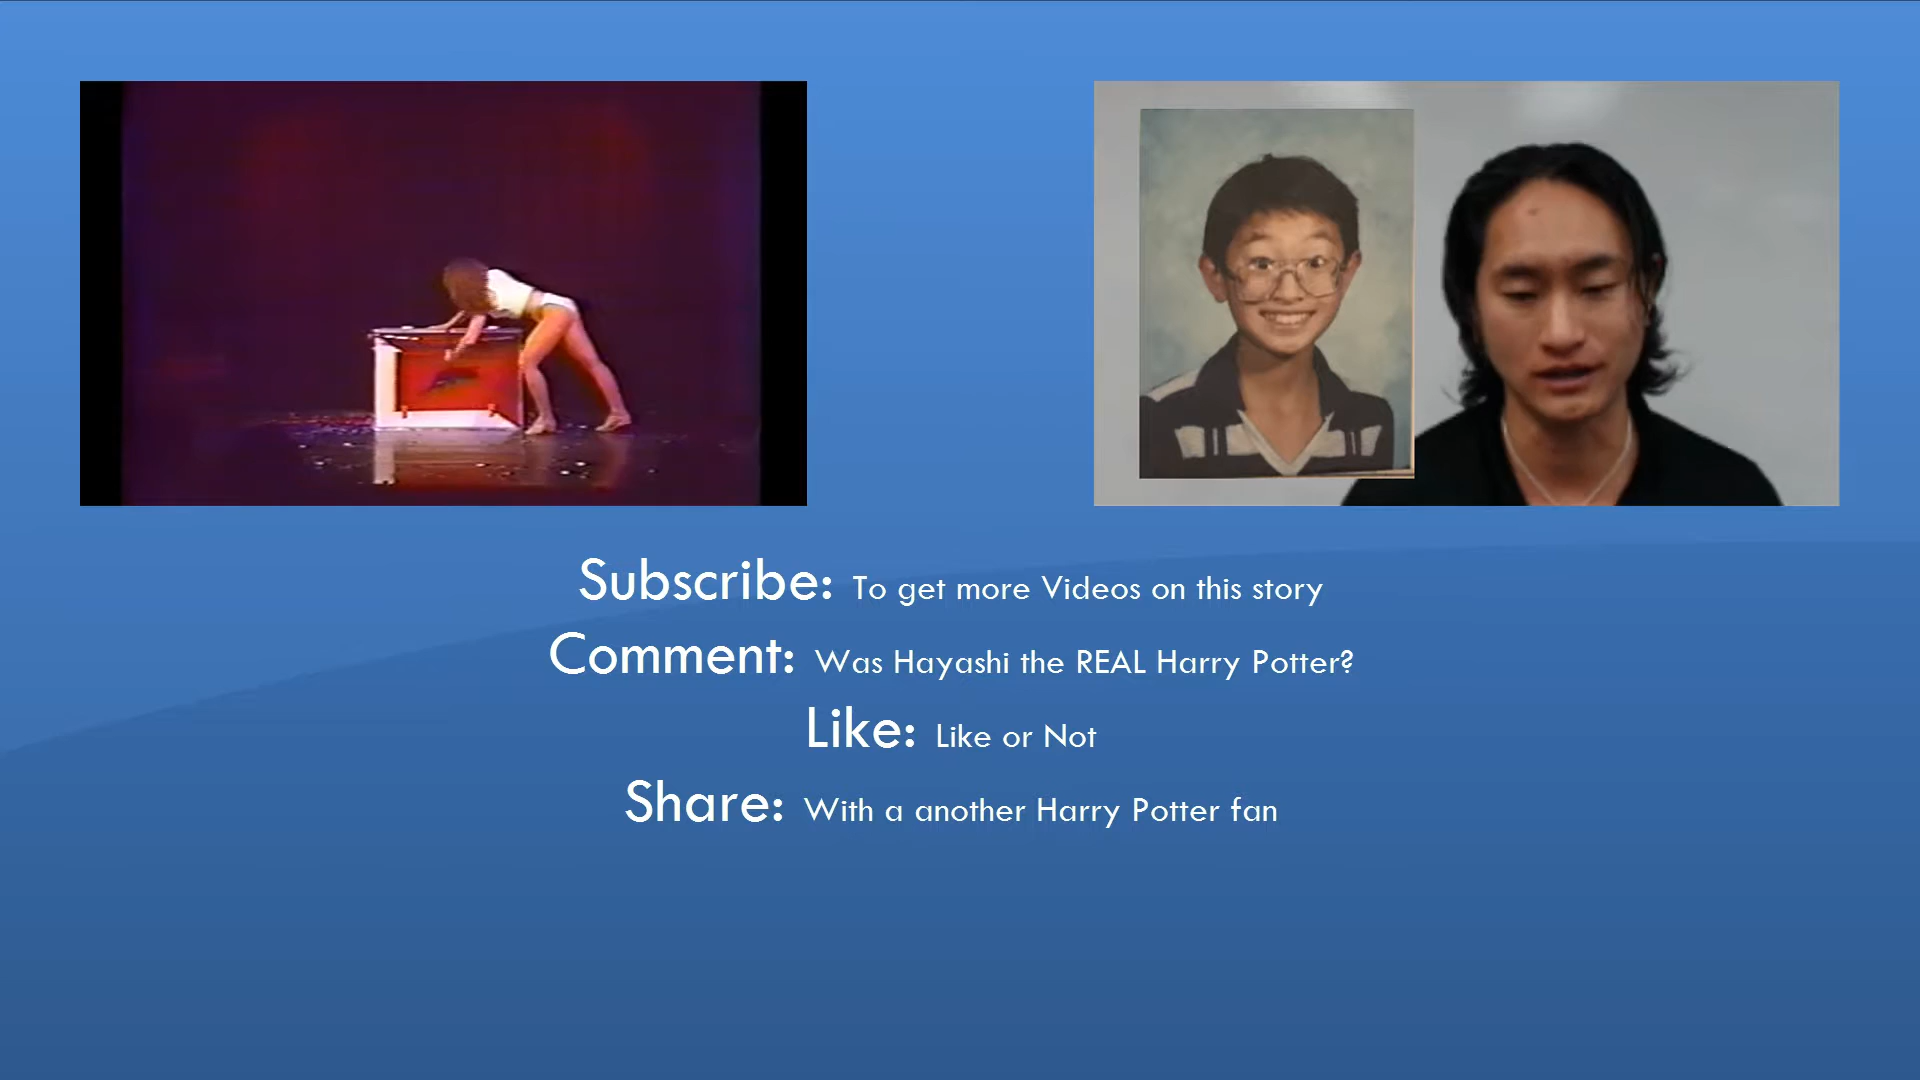 Subscribe: To get more Videos on this story
Comment: Was Hayashi the REAL Harry Potter?
Like: Like or Not
Share: With a another Harry Potter fan